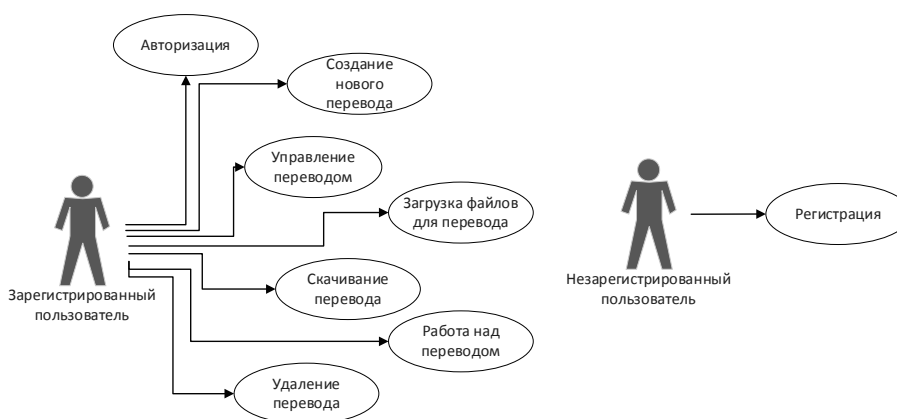 Авторизация
Создание
нового
перевода
Управление
переводом
Загрузка файлов
для перевода
Зарегистрированный
пользователь
Скачивание
перевода
Работа над
переводом
Удаление
перевода
Незарегистрированный
пользователь
Регистрация